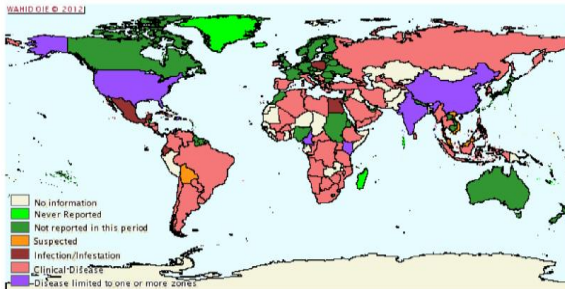 WAHID OIE © 2012
No information
Never Reported
Not reported in this period
Suspected
Infection/Infestation
Clinical Disease
Disease limited to one or more zones